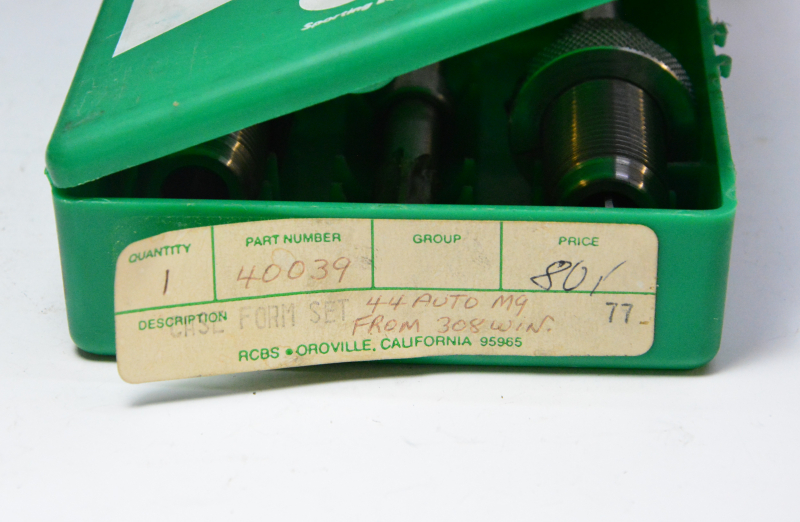 Sporting
QUANTITY PART NUMBER GROUP PRICE
1 40039 80/
DESCRIPTION CASE FORM SET 44 AUTO MG 77-
FROM 308 WIN.
RCBS • OROVILLE, CALIFORNIA 95965